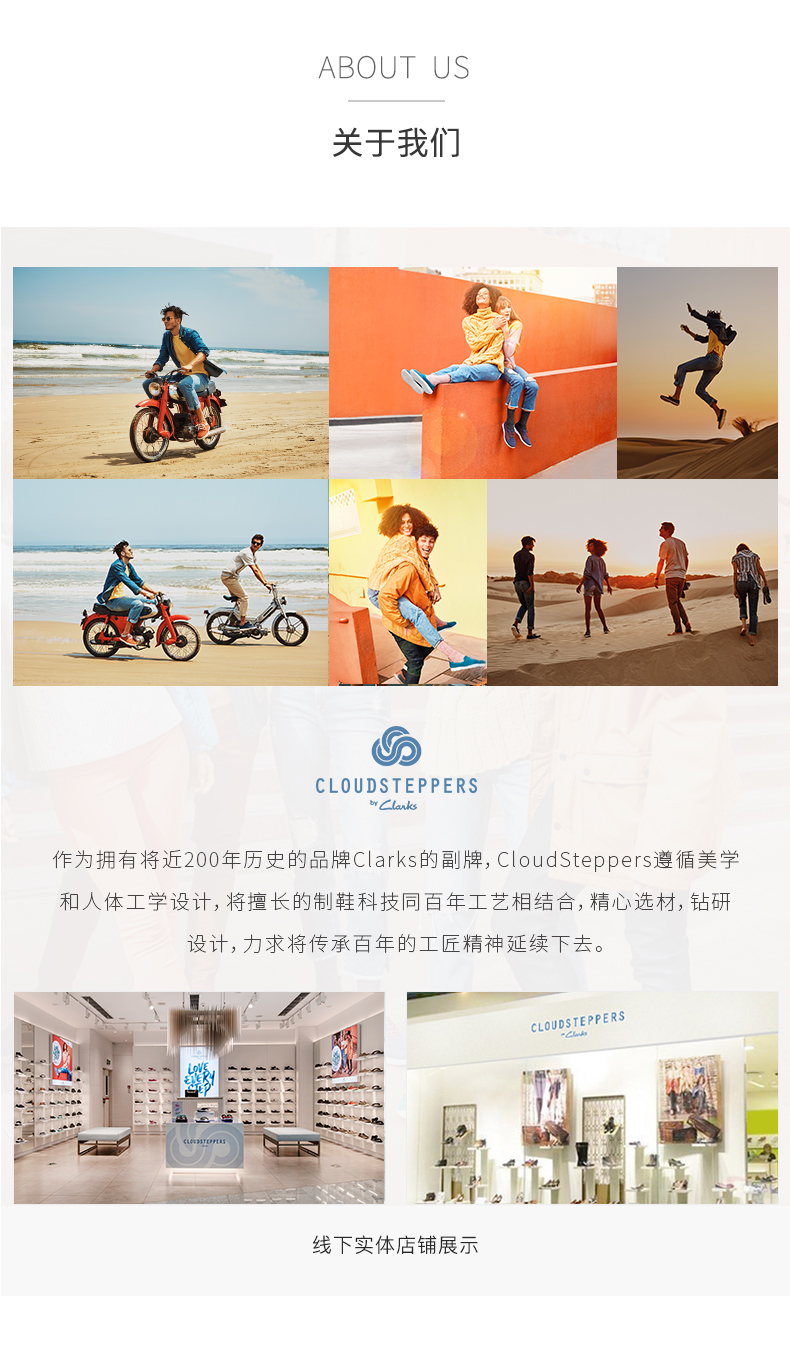 ABOUT US
关于我们
CLOUDSTEPPERS
by Clarks
作为拥有将近200年历史的品牌Clarks的副牌，CloudSteppers遵循美学
和人体工学设计，将擅长的制鞋科技同百年工艺相结合，精心选材，钻研
设计，力求将传承百年的工匠精神延续下去。
LOVE
EVERY
STEP
CLOUDSTEPPERS
CLOUDSTEPPERS
by Clarks
线下实体店铺展示